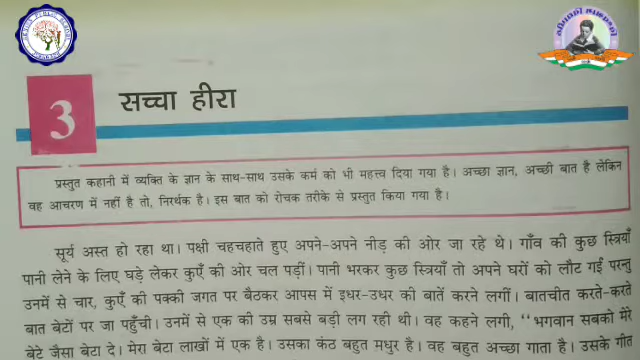 3
सच्चा हीरा
प्रस्तुत कहानी में व्यक्ति के ज्ञान के साथ-साथ उसके कर्म को भी महत्त्व दिया गया है। अच्छा ज्ञान, अच्छी बात है लेकिन
वह आचरण में नहीं है तो, निरर्थक है। इस बात को रोचक तरीके से प्रस्तुत किया गया है।
सूर्य अस्त हो रहा था। पक्षी चहचहाते हुए अपने-अपने नीड़ की ओर जा रहे थे। गाँव की कुछ स्त्रियाँ
पानी लेने के लिए घड़े लेकर कुएँ की ओर चल पड़ीं। पानी भरकर कुछ स्त्रियाँ तो अपने घरों को लौट गईं परन्तु
उनमें से चार, कुएँ की पक्की जगत पर बैठकर आपस में इधर-उधर की बातें करने लगीं। बातचीत करते-करते
बात बेटों पर जा पहुँची। उनमें से एक की उम्र सबसे बड़ी लग रही थी। वह कहने लगी, "भगवान सबको मेरे
बेटे जैसा बेटा दे। मेरा बेटा लाखों में एक है। उसका कंठ बहुत मधुर है। वह बहुत अच्छा गाता है। उसके गीत